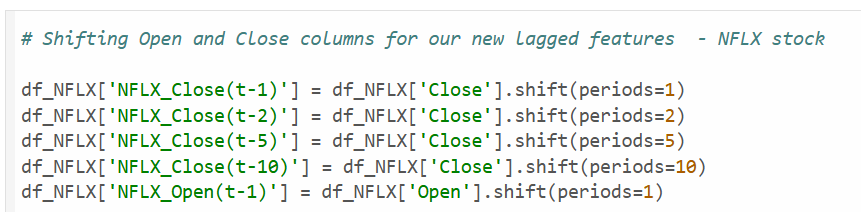 # Shifting Open and Close columns for our new lagged features  - NFLX stock
df_NFLX['NFLX_Close(t-1)'] = df_NFLX['Close'].shift(periods=1)
df_NFLX['NFLX_Close(t-2)'] = df_NFLX['Close'].shift(periods=2)
df_NFLX['NFLX_Close(t-5)'] = df_NFLX['Close'].shift(periods=5)
df_NFLX['NFLX_Close(t-10)'] = df_NFLX['Close'].shift(periods=10)
df_NFLX['NFLX_Open(t-1)'] = df_NFLX['Open'].shift(periods=1)